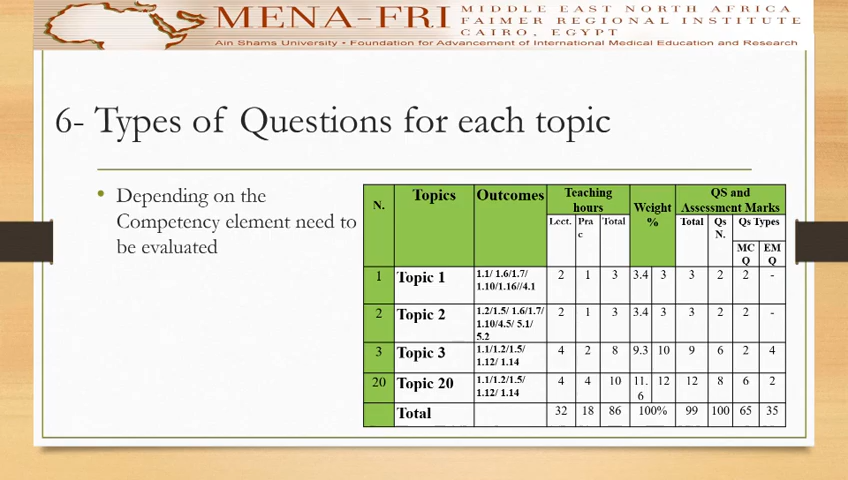 MENA-FRI
MIDDLE EAST NORTH AFRICA
FAIMER REGIONAL INSTITUTE
CAIRO, EGYPT
Ain Shams University • Foundation for Advancement of International Medical Education and Research
6- Types of Questions for each topic
• Depending on the
Competency element need to
be evaluated
N. Topics Outcomes Teaching hours Weight % QS and Assessment Marks
Lect. Prac Total Total Qs N. Qs Types
MCQ EMQ
1 Topic 1 1.1/ 1.6/1.7/ 1.10/1.16//4.1 2 1 3 3.4 3 3 2 2 -
2 Topic 2 1.2/1.5/ 1.6/1.7/ 1.10/4.5/ 5.1/ 5.2 2 1 3 3.4 3 3 2 2 -
3 Topic 3 1.1/1.2/1.5/ 1.12/ 1.14 4 2 8 9.3 10 9 6 2 4
20 Topic 20 1.1/1.2/1.5/ 1.12/ 1.14 4 4 10 11.6 12 12 8 6 2
Total 32 18 86 100% 99 100 65 35